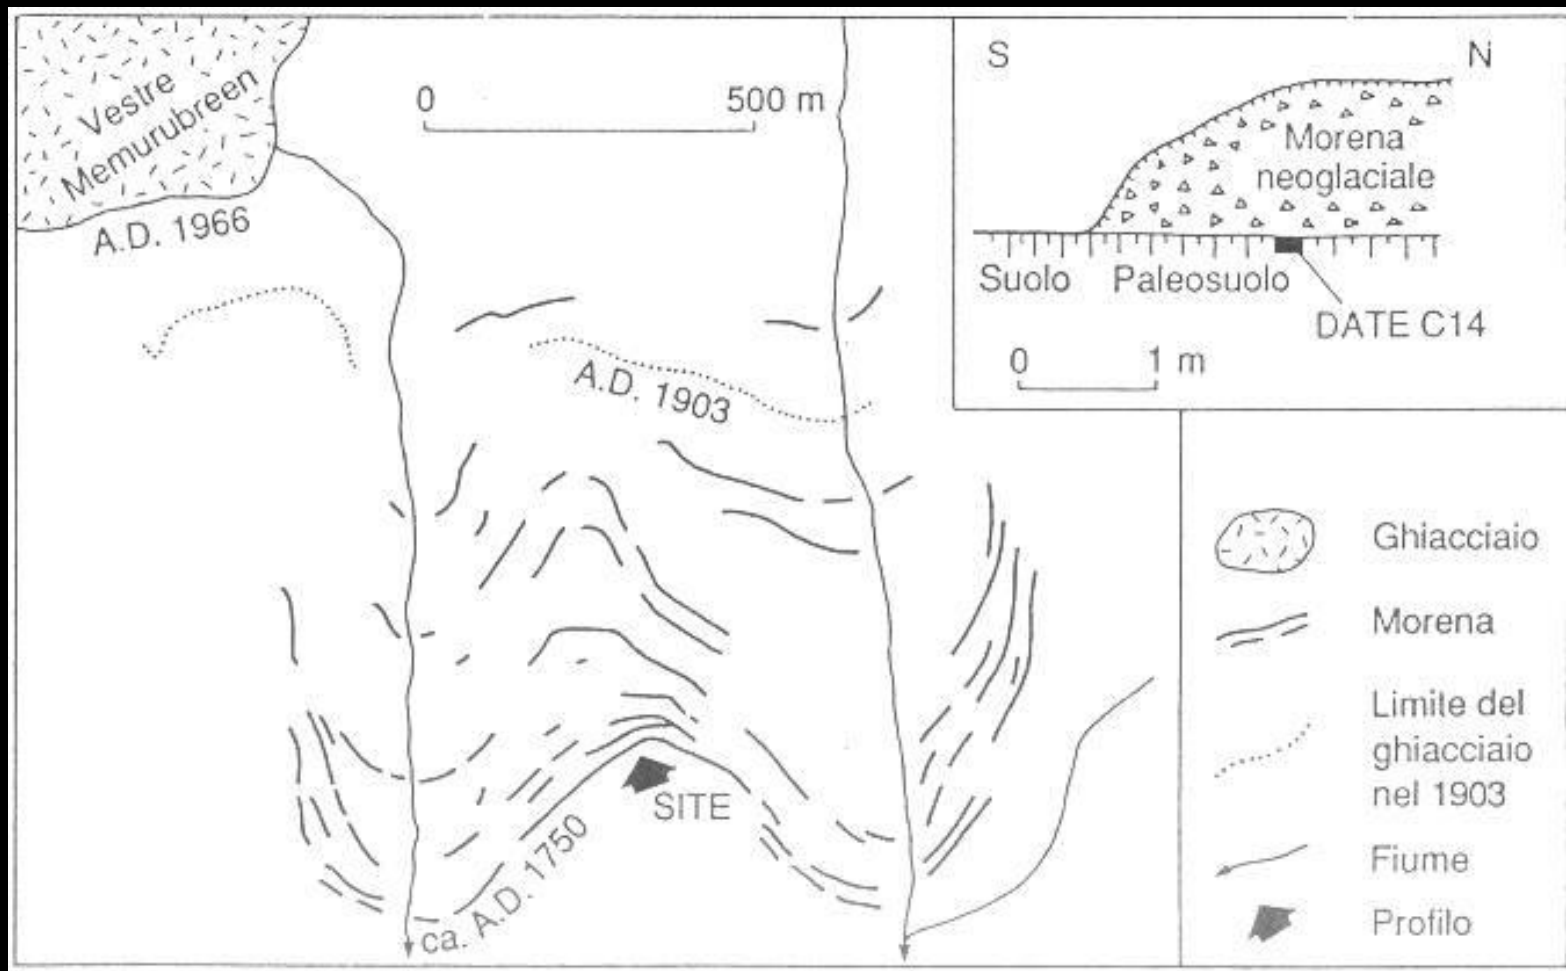 Vestre
Memurubreen
A.D. 1966
0 500 m
A.D. 1903
SITE
ca. A.D. 1750
S N
Morena
neoglaciale
Suolo Paleosuolo
DATE C14
0 1 m
Ghiacciaio
Morena
Limite del
ghiacciaio
nel 1903
Fiume
Profilo